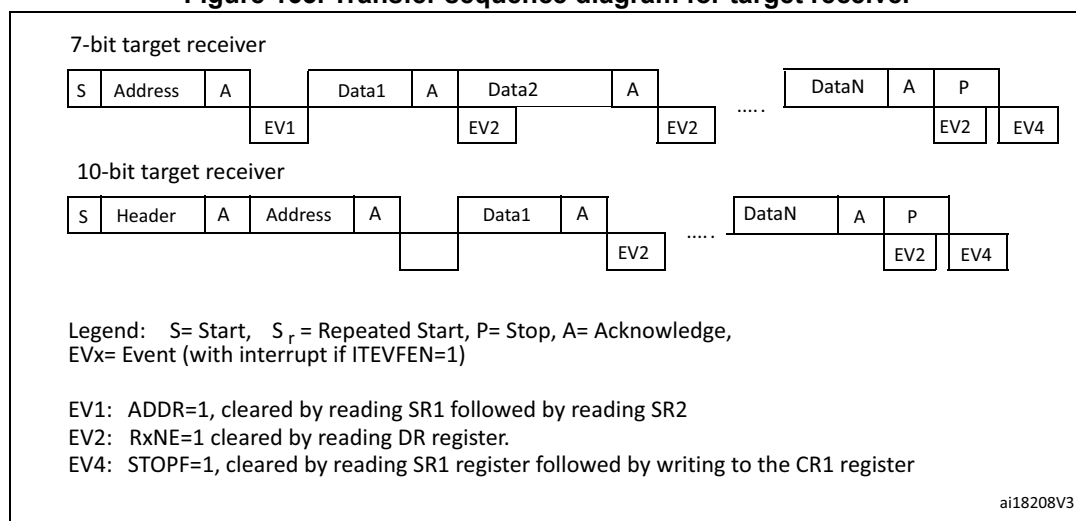 Figure 163. Transfer sequence diagram for target receiver
7-bit target receiver
S Address A Data1 A Data2 A ..... DataN A P
EV1 EV2 EV2 EV2 EV4
10-bit target receiver
S Header A Address A Data1 A ..... DataN A P
EV2 EV2 EV4
Legend: S= Start, S r = Repeated Start, P= Stop, A= Acknowledge,
EVx= Event (with interrupt if ITEVFEN=1)
EV1: ADDR=1, cleared by reading SR1 followed by reading SR2
EV2: RxNE=1 cleared by reading DR register.
EV4: STOPF=1, cleared by reading SR1 register followed by writing to the CR1 register
ai18208V3